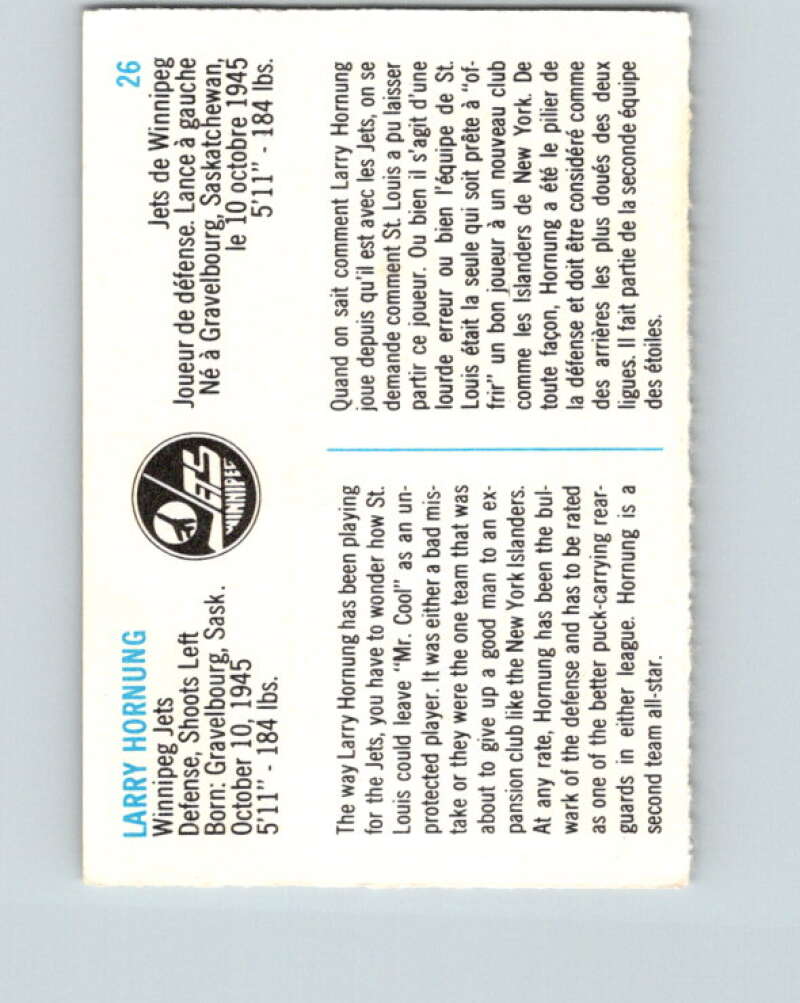 LARRY HORNUNG
Winnipeg Jets
Defense, Shoots Left
Born: Gravelbourg, Sask.
October 10, 1945
5'11" - 184 lbs.
JETS
WINNIPEG
26
Jets de Winnipeg
Joueur de défense. Lance à gauche
Né à Gravelbourg, Saskatchewan,
le 10 octobre 1945
5'11" - 184 lbs.
The way Larry Hornung has been playing
for the Jets, you have to wonder how St.
Louis could leave "Mr. Cool" as an un-
protected player. It was either a bad mis-
take or they were the one team that was
about to give up a good man to an ex-
pansion club like the New York Islanders.
At any rate, Hornung has been the bul-
wark of the defense and has to be rated
as one of the better puck-carrying rear-
guards in either league. Hornung is a
second team all-star.
Quand on sait comment Larry Hornung
joue depuis qu'il est avec les Jets, on se
demande comment St. Louis a pu laisser
partir ce joueur. Ou bien il s'agit d'une
lourde erreur ou bien l'équipe de St.
Louis était la seule qui soit prête à "of-
frir" un bon joueur à un nouveau club
comme les Islanders de New York. De
toute façon, Hornung a été le pilier de
la défense et doit être considéré comme
des arrières les plus doués des deux
ligues. Il fait partie de la seconde équipe
des étoiles.